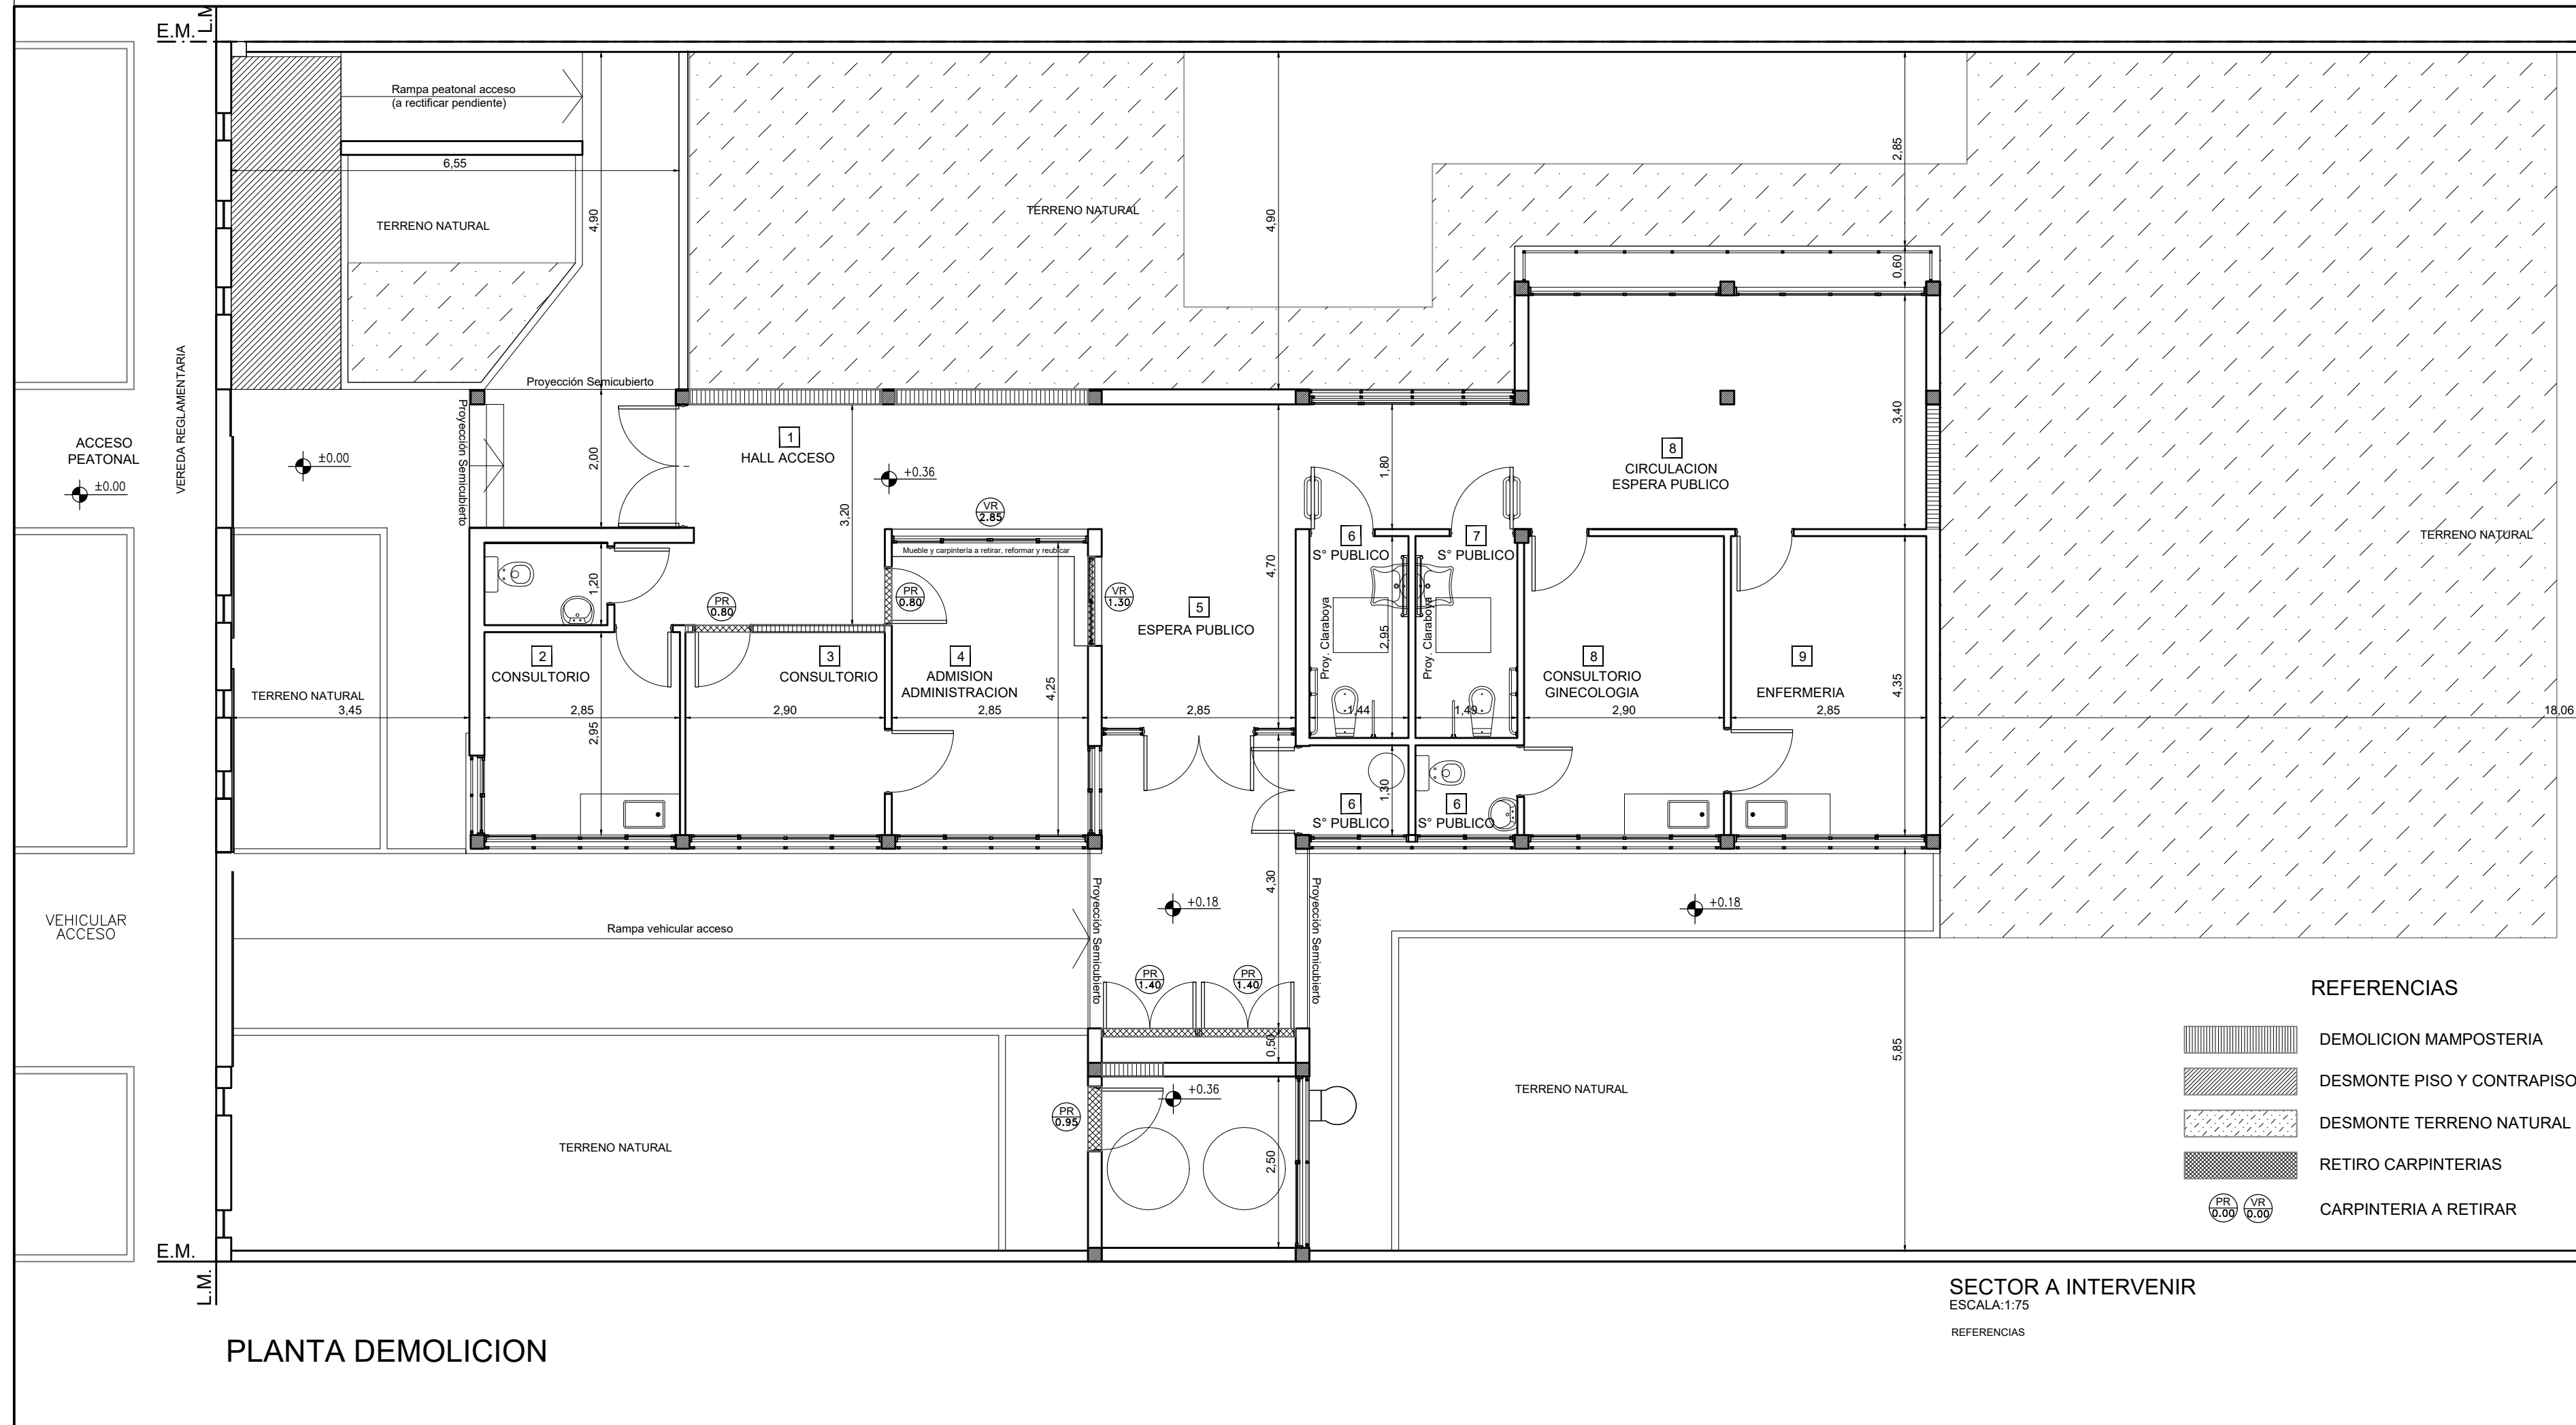 E.M.
L.M
Rampa peatonal acceso
(a rectificar pendiente)
6,55
4,90
TERRENO NATURAL
TERRENO NATURAL
4,90
2,85
0,60
VEREDA REGLAMENTARIA
Proyección Semicubierto
Proyección Semicubierto
ACCESO
PEATONAL
±0.00
±0.00
2,00
1
HALL ACCESO
+0.36
3,20
VR
2.85
1,80
8
CIRCULACION
ESPERA PUBLICO
3,40
TERRENO NATURAL
Mueble y carpintería a retirar, reformar y reubicar
1,20
PR
0.80
PR
0.80
VR
1.30
4,70
5
ESPERA PUBLICO
6
S° PUBLICO
7
S° PUBLICO
Proy. Claraboya
2,95
Proy. Claraboya
2
CONSULTORIO
3
CONSULTORIO
4
ADMISION
ADMINISTRACION
4,25
8
CONSULTORIO
GINECOLOGIA
9
ENFERMERIA
4,35
TERRENO NATURAL
3,45
2,85
2,90
2,85
2,85
1,44
1,49
2,90
2,85
18,06
2,95
1,30
6
S° PUBLICO
6
S° PUBLICO
VEHICULAR
ACCESO
Rampa vehicular acceso
Proyección Semicubierto
4,30
Proyección Semicubierto
+0.18
+0.18
PR
1.40
PR
1.40
0,50
5,85
+0.36
PR
0.95
2,50
TERRENO NATURAL
TERRENO NATURAL
REFERENCIAS
DEMOLICION MAMPOSTERIA
DESMONTE PISO Y CONTRAPISO
DESMONTE TERRENO NATURAL
RETIRO CARPINTERIAS
PR
0.00
VR
0.00
CARPINTERIA A RETIRAR
E.M.
L.M.
SECTOR A INTERVENIR
ESCALA:1:75
REFERENCIAS
PLANTA DEMOLICION